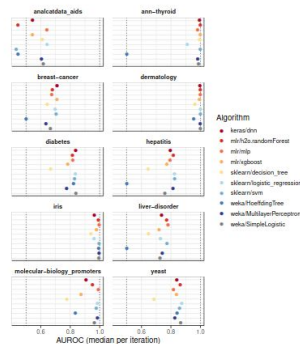 analcatdata_aids
ann-thyroid
breast-cancer
dermatology
diabetes
hepatitis
iris
liver-disorder
molecular-biology_promoters
yeast
0.6 0.8 1.0
0.6 0.8 1.0
AUROC (median per iteration)
Algorithm
keras/dnn
mlr/h2o.randomForest
mlr/mlp
mlr/xgboost
sklearn/decision_tree
sklearn/logistic_regression
sklearn/svm
weka/HoeffdingTree
weka/MultilayerPerceptron
weka/SimpleLogistic